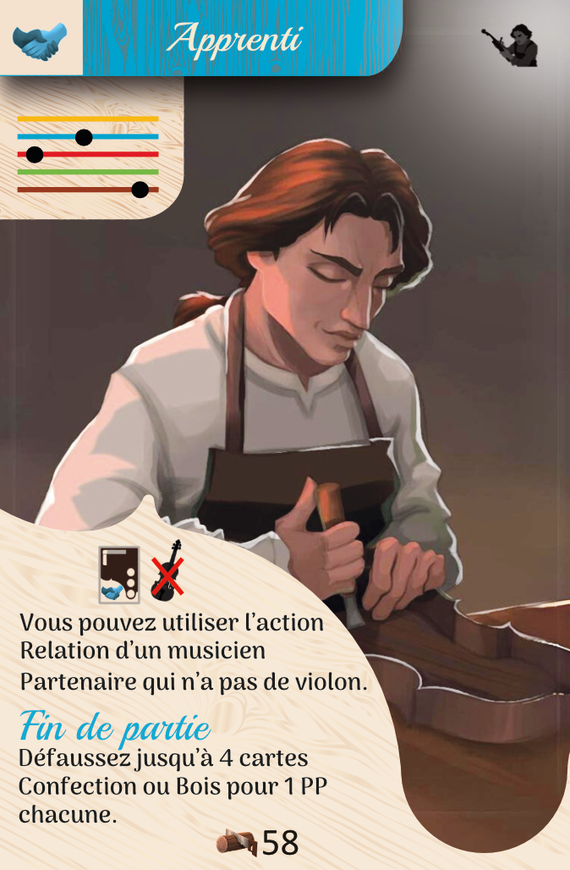 Apprenti
Vous pouvez utiliser l'action
Relation d'un musicien
Partenaire qui n'a pas de violon.
Fin de partie
Défaussez jusqu'à 4 cartes
Confection ou Bois pour 1 PP
chacune.
58